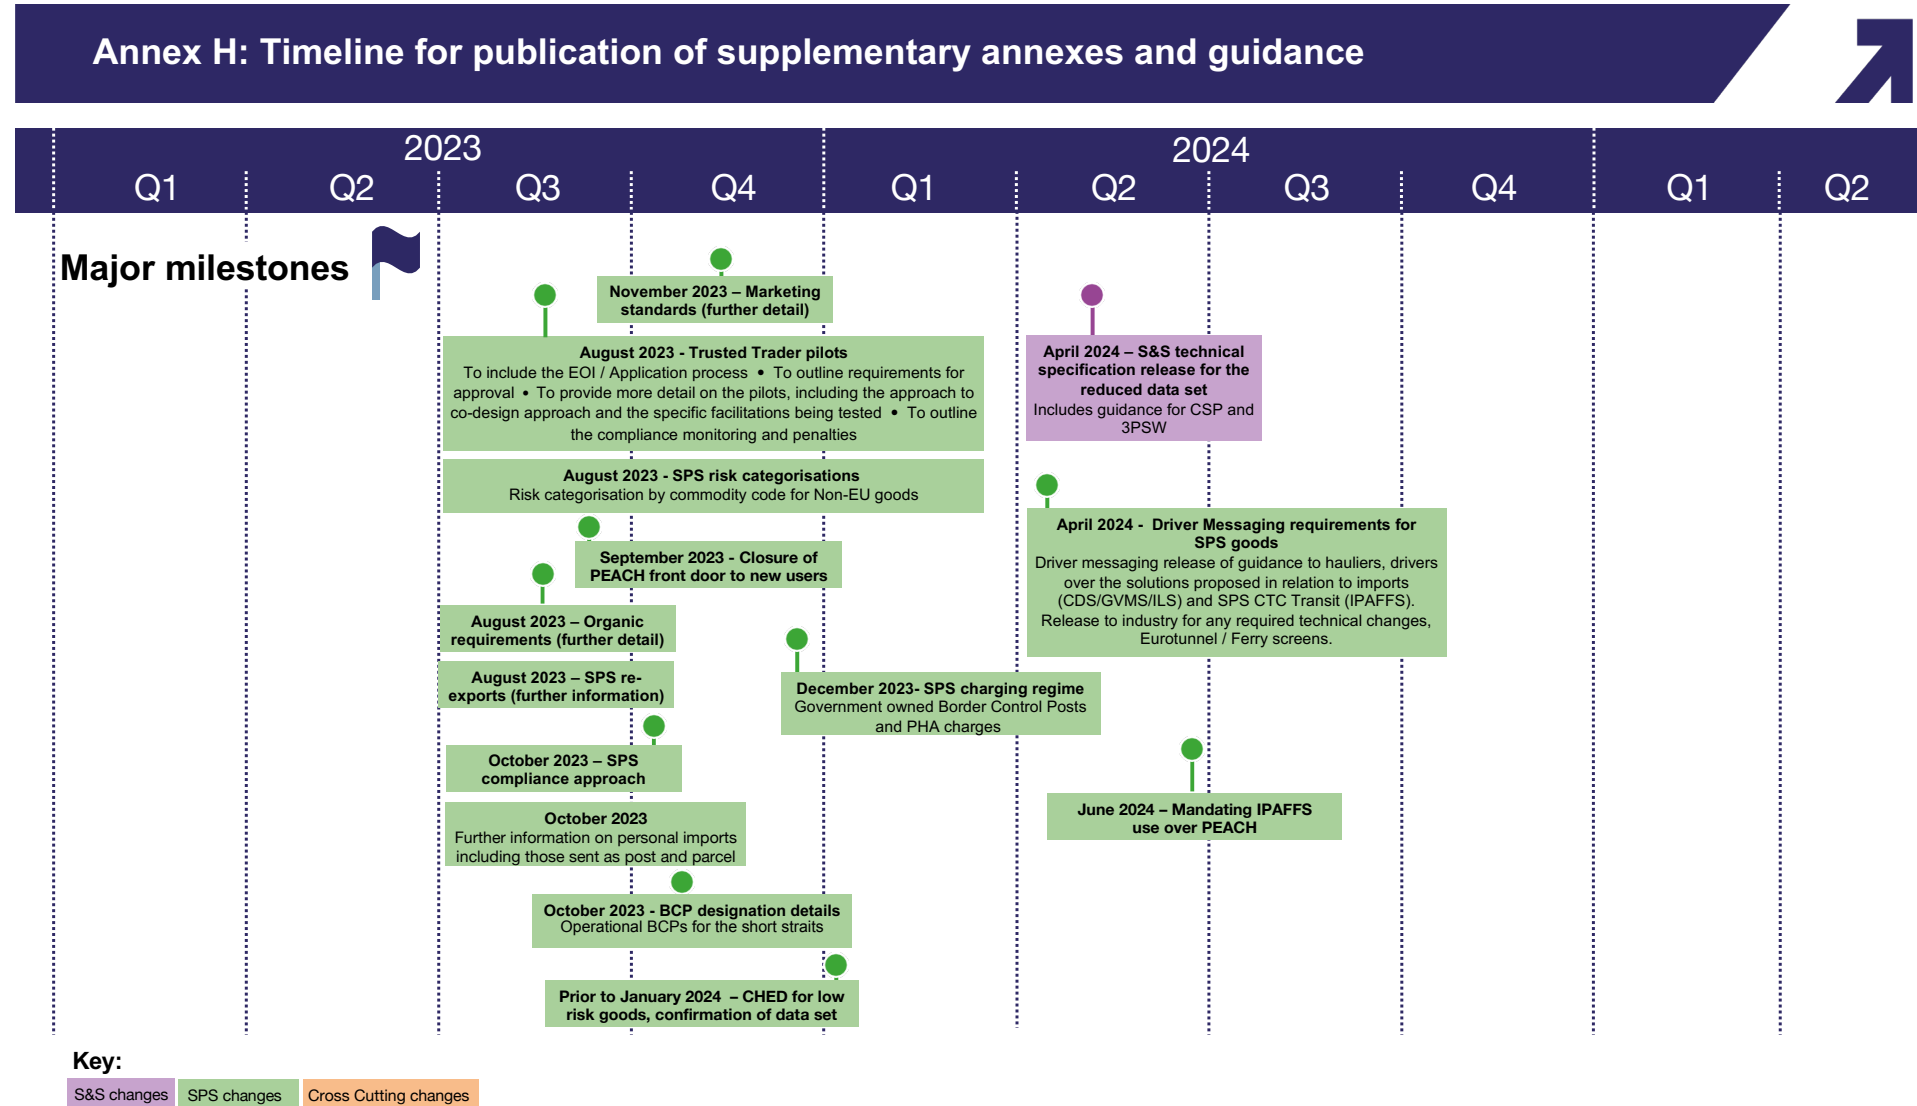 Annex H: Timeline for publication of supplementary annexes and guidance
2023
2024
Q1
Q2
Q3
Q4
Q1
Q2
Q3
Q4
Q1
Q2
Major milestones
November 2023 – Marketing
standards (further detail)
August 2023 - Trusted Trader pilots
To include the EOI / Application process • To outline requirements for
approval • To provide more detail on the pilots, including the approach to
co-design approach and the specific facilitations being tested • To outline
the compliance monitoring and penalties
August 2023 - SPS risk categorisations
Risk categorisation by commodity code for Non-EU goods
September 2023 - Closure of
PEACH front door to new users
August 2023 – Organic
requirements (further detail)
August 2023 – SPS re-
exports (further information)
October 2023 – SPS
compliance approach
October 2023
Further information on personal imports
including those sent as post and parcel
October 2023 - BCP designation details
Operational BCPs for the short straits
Prior to January 2024 – CHED for low
risk goods, confirmation of data set
December 2023- SPS charging regime
Government owned Border Control Posts
and PHA charges
April 2024 – S&S technical
specification release for the
reduced data set
Includes guidance for CSP and
3PSW
April 2024 - Driver Messaging requirements for
SPS goods
Driver messaging release of guidance to hauliers, drivers
over the solutions proposed in relation to imports
(CDS/GVMS/ILS) and SPS CTC Transit (IPAFFS).
Release to industry for any required technical changes,
Eurotunnel / Ferry screens.
June 2024 – Mandating IPAFFS
use over PEACH
Key:
S&S changes
SPS changes
Cross Cutting changes